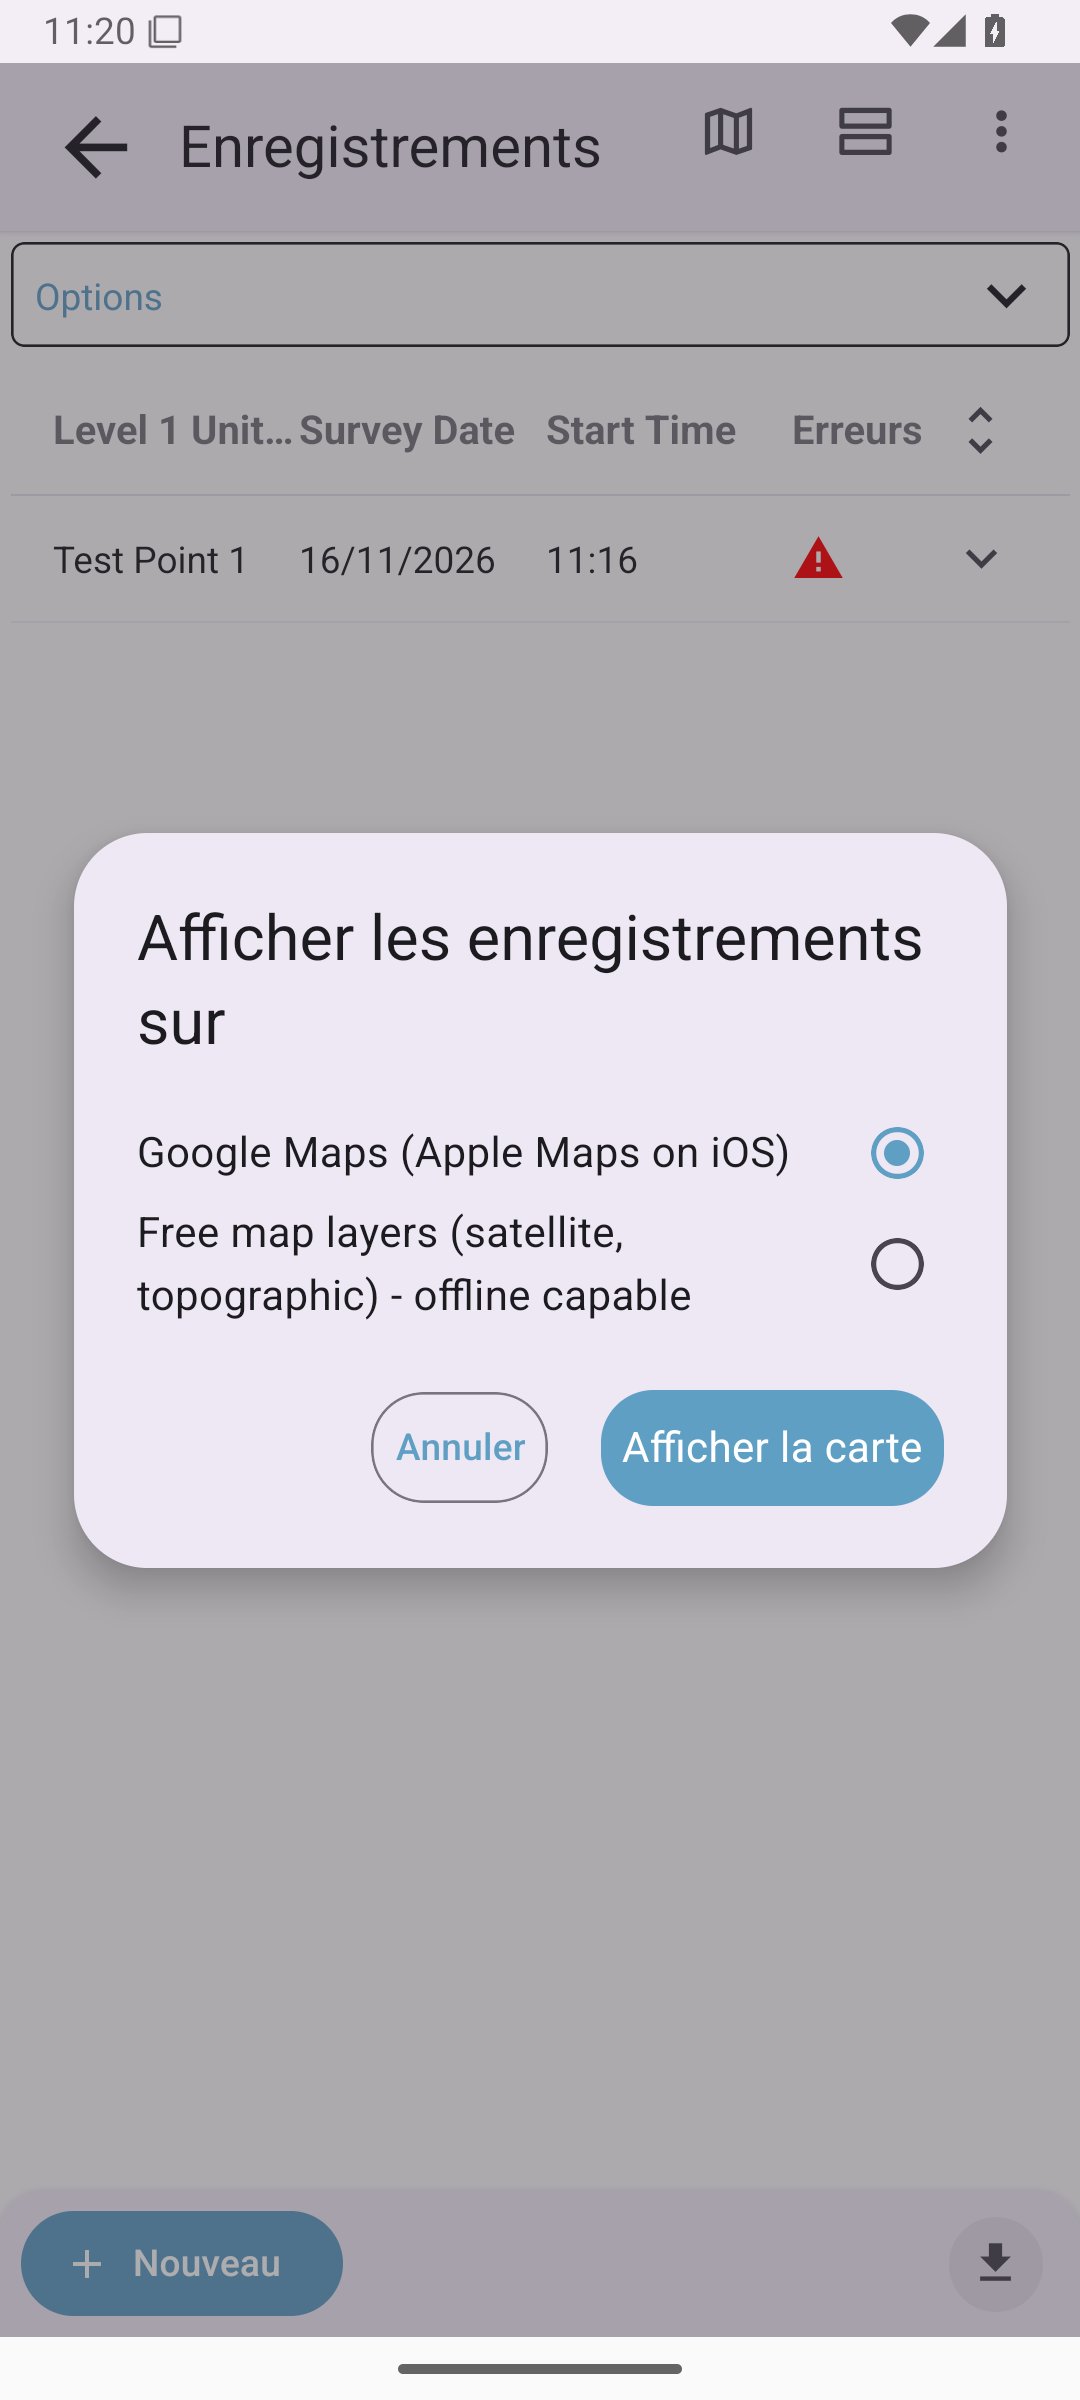 11:20
Enregistrements
Options
Level 1 Unit... Survey Date Start Time Erreurs
Test Point 1 16/11/2026 11:16
Afficher les enregistrements
sur
Google Maps (Apple Maps on iOS)
Free map layers (satellite,
topographic) - offline capable
Annuler Afficher la carte
+ Nouveau